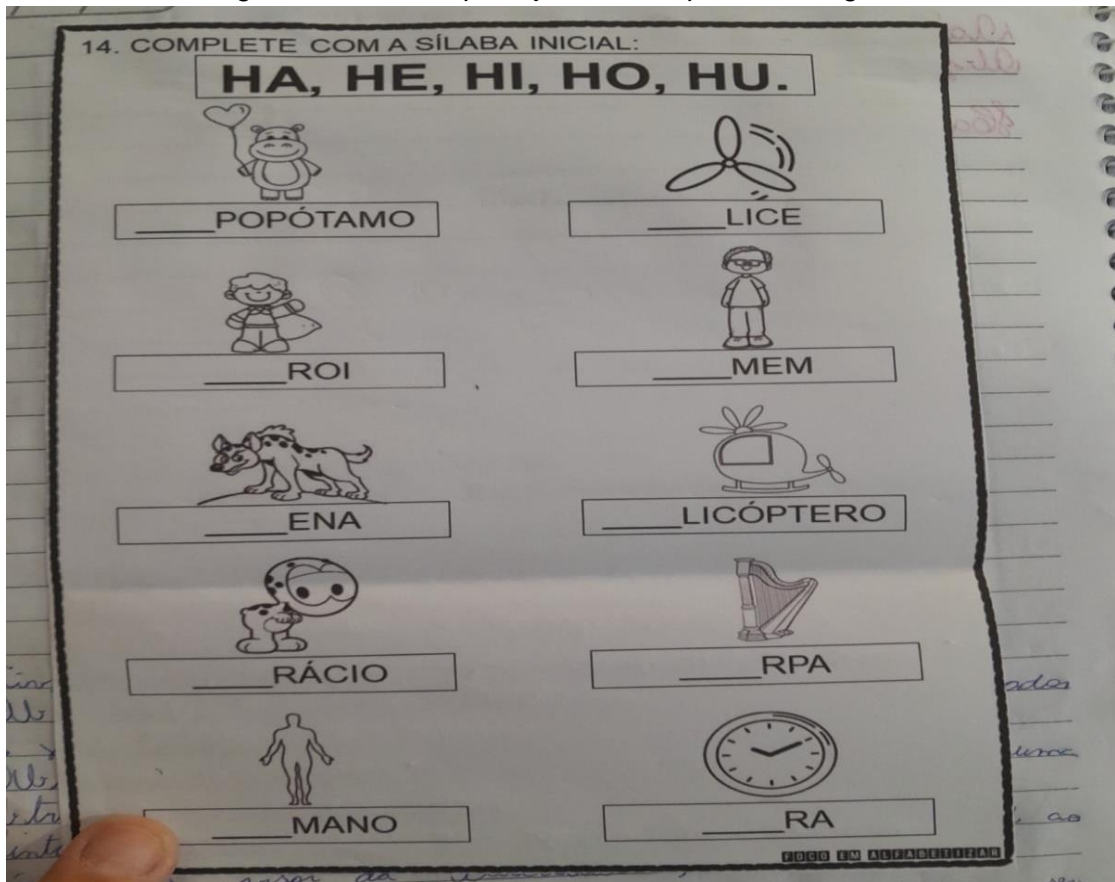 14. COMPLETE COM A SÍLABA INICIAL:
HA, HE, HI, HO, HU.
____POPÓTAMO
____LICE
____ROI
____MEM
____ENA
____LICÓPTERO
____RÁCIO
____RPA
____MANO
____RA
FOCO EM ALFABETIZAR